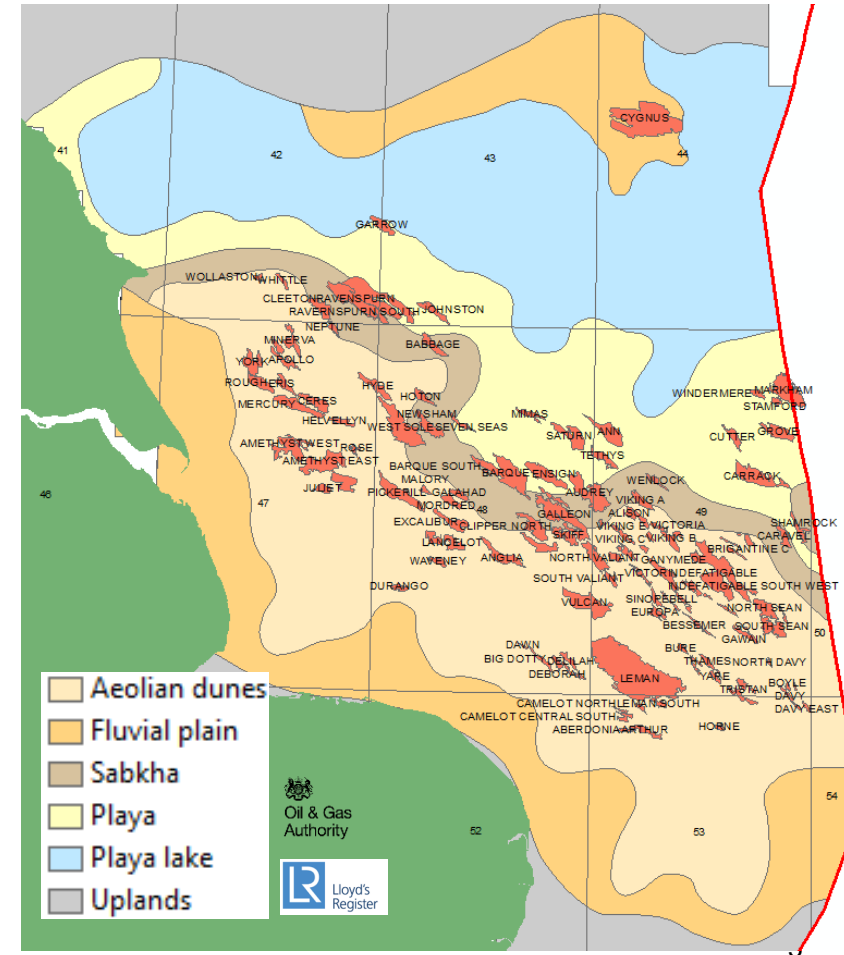 CYGNUS
41
42
43
44
GARROW
WOLLASTON
WHITTLE
CLEETON
RAVENSPURN
RAVERNSPURN SOUTH
JOHNSTON
NEPTUNE
MINERVA
BABBAGE
YORK
APOLLO
ROUGH
ERIS
HYDE
WINDERMERE
MARKHAM
MERCURY
CERES
HOTON
STAMFORD
HELVELLYN
NEWSHAM
MIMAS
WEST SOLE
SEVEN SEAS
SATURN
ANN
CUTTER
GROVE
AMETHYST WEST
ROSE
TETHYS
AMETHYST EAST
BARQUE SOUTH
BARQUE
ENSIGN
CARRACK
MALORY
WENLOCK
JULIET
PICKERILL
GALAHAD
AUDREY
46
47
MORDRED
48
VIKING A
49
GALLEON
ALISON
EXCALIBUR
CLIPPER NORTH
VIKING E
VICTORIA
SHAMROCK
SKIFF
VIKING C
VIKING B
CARAVEL
LANCELOT
BRIGANTINE C
WAVENEY
ANGLIA
NORTH VALIANT
GANYMEDE
SOUTH VALIANT
VICTOR
INDEFATIGABLE
DURANGO
INDEFATIGABLE SOUTH WEST
VULCAN
SINOPE
BELL
EUROPA
NORTH SEAN
BESSEMER
SOUTH SEAN
50
GAWAIN
DAWN
BURE
BIG DOTTY
DELILAH
THAMES
NORTH DAVY
DEBORAH
LEMAN
YARE
BOYLE
TRISTAN
DAVY
CAMELOT NORTH
LEMAN SOUTH
DAVY EAST
CAMELOT CENTRAL SOUTH
ABERDONIA
ARTHUR
HORNE
54
52
53
Aeolian dunes
Fluvial plain
Sabkha
Playa
Playa lake
Uplands
Oil & Gas
Authority
LR
Lloyd's
Register